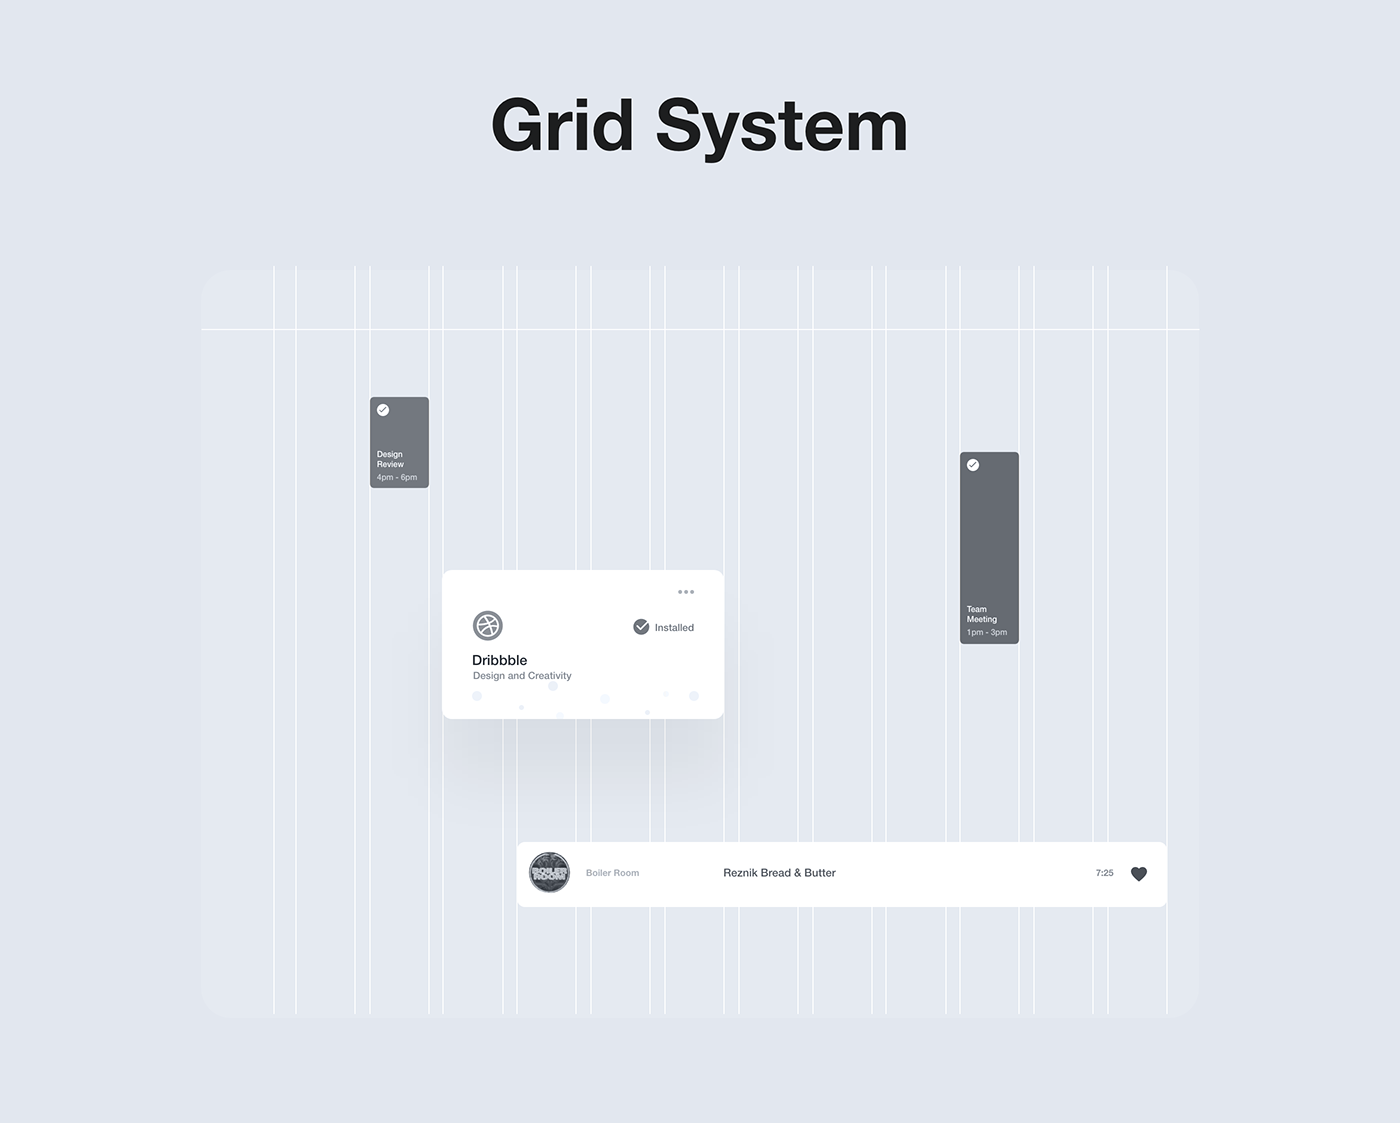 Grid System
Design
Review
4pm - 6pm
Team
Meeting
1pm - 3pm
Installed
Dribbble
Design and Creativity
BOILER
ROOM
Boiler Room
Reznik Bread & Butter
7:25